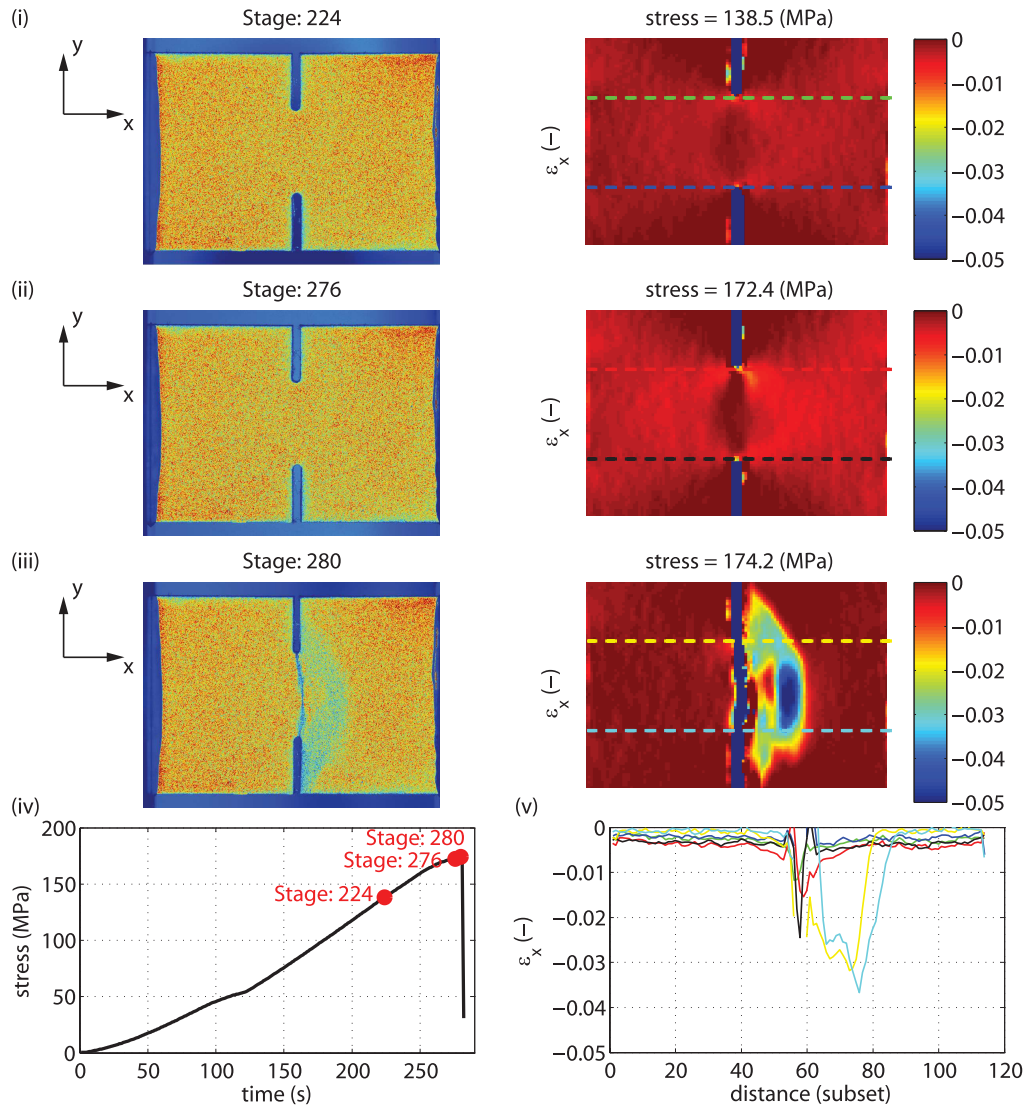 (i)
Stage: 224
stress = 138.5 (MPa)
y
x
ε_x (−)
0
−0.01
−0.02
−0.03
−0.04
−0.05
(ii)
Stage: 276
stress = 172.4 (MPa)
y
x
ε_x (−)
0
−0.01
−0.02
−0.03
−0.04
−0.05
(iii)
Stage: 280
stress = 174.2 (MPa)
y
x
ε_x (−)
0
−0.01
−0.02
−0.03
−0.04
−0.05
(iv)
200
150
100
50
0
stress (MPa)
Stage: 280
Stage: 276
Stage: 224
0
50
100
150
200
250
time (s)
(v)
0
−0.01
−0.02
−0.03
−0.04
−0.05
ε_x (−)
0
20
40
60
80
100
120
distance (subset)